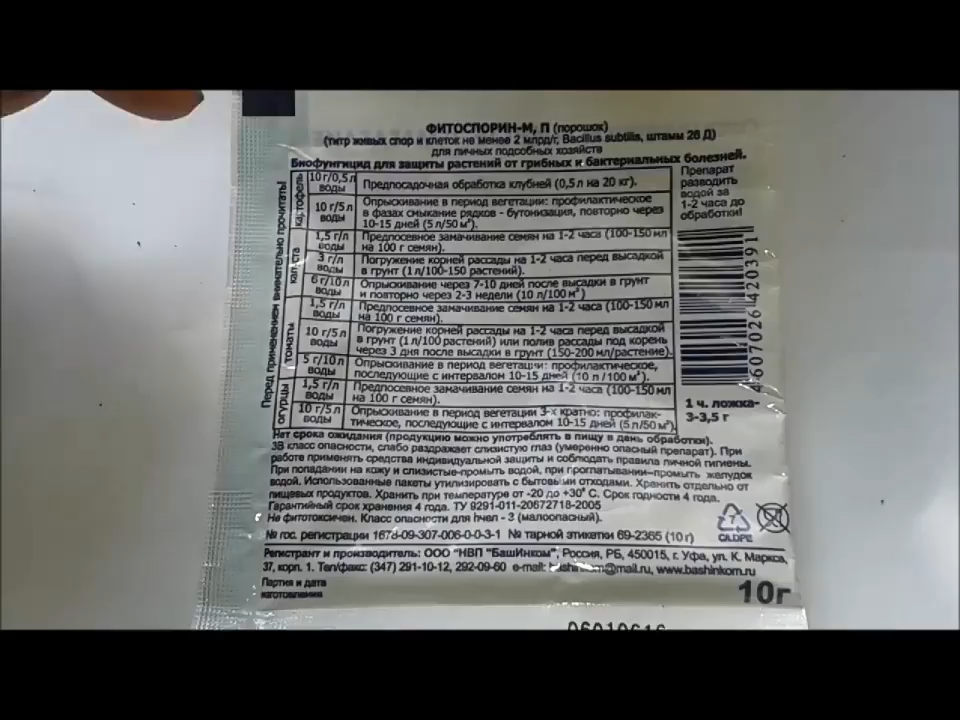 ФИТОСПОРИН-М, П (порошок)
(титр живых спор и клеток не менее 2 млрд/г, Bacillus subtilis, штамм 26 Д)
для личных подсобных хозяйств
Биофунгицид для защиты растений от грибных и бактериальных болезней.
Перед применением внимательно прочитать!
картофель
10 г/0,5 л воды
Предпосадочная обработка клубней (0,5 л на 20 кг).
10 г/5 л воды
Опрыскивание в период вегетации: профилактическое
в фазах смыкание рядков - бутонизация, повторно через
10-15 дней (5 л/50 м²).
капуста
1,5 г/л воды
Предпосевное замачивание семян на 1-2 часа (100-150 мл
на 100 г семян).
3 г/л воды
Погружение корней рассады на 1-2 часа перед высадкой
в грунт (1 л/100-150 растений).
6 г/10 л воды
Опрыскивание через 7-10 дней после высадки в грунт
и повторно через 2-3 недели (10 л/100 м²)
томаты
1,5 г/л воды
Предпосевное замачивание семян на 1-2 часа (100-150 мл
на 100 г семян).
10 г/5 л воды
Погружение корней рассады на 1-2 часа перед высадкой
в грунт (1 л/100 растений) или полив рассады под корень
через 3 дня после высадки в грунт (150-200 мл/растение).
5 г/10 л воды
Опрыскивание в период вегетации: профилактическое,
последующие с интервалом 10-15 дней (10 л/100 м²).
огурцы
1,5 г/л воды
Предпосевное замачивание семян на 1-2 часа (100-150 мл
на 100 г семян).
10 г/5 л воды
Опрыскивание в период вегетации 3-х кратно: профилак-
тическое, последующие с интервалом 10-15 дней (5 л/50 м²)
Препарат
разводить
водой за
1-2 часа до
обработки!
4607026420391
1 ч. ложка-
3-3,5 г
Нет срока ожидания (продукцию можно употреблять в пищу в день обработки).
3В класс опасности, слабо раздражает слизистую глаз (умеренно опасный препарат). При
работе применять средства индивидуальной защиты и соблюдать правила личной гигиены.
При попадании на кожу и слизистые-промыть водой, при проглатывании-промыть желудок
водой. Использованные пакеты утилизировать с бытовыми отходами. Хранить отдельно от
пищевых продуктов. Хранить при температуре от -20 до +30° С. Срок годности 4 года.
Гарантийный срок хранения 4 года. ТУ 9291-011-20672718-2005
Не фитотоксичен. Класс опасности для пчел - 3 (малоопасный).
C/LDPE
№ гос. регистрации 1678-09-307-006-0-0-3-1 № тарной этикетки 69-2365 (10 г)
Регистрант и производитель: ООО "НВП "БашИнком", Россия, РБ, 450015, г. Уфа, ул. К. Маркса,
37, корп. 1. Тел/факс: (347) 291-10-12, 292-09-60 e-mail: @mail.ru, www.bashinkom.ru
Партия и дата
изготовления
10г